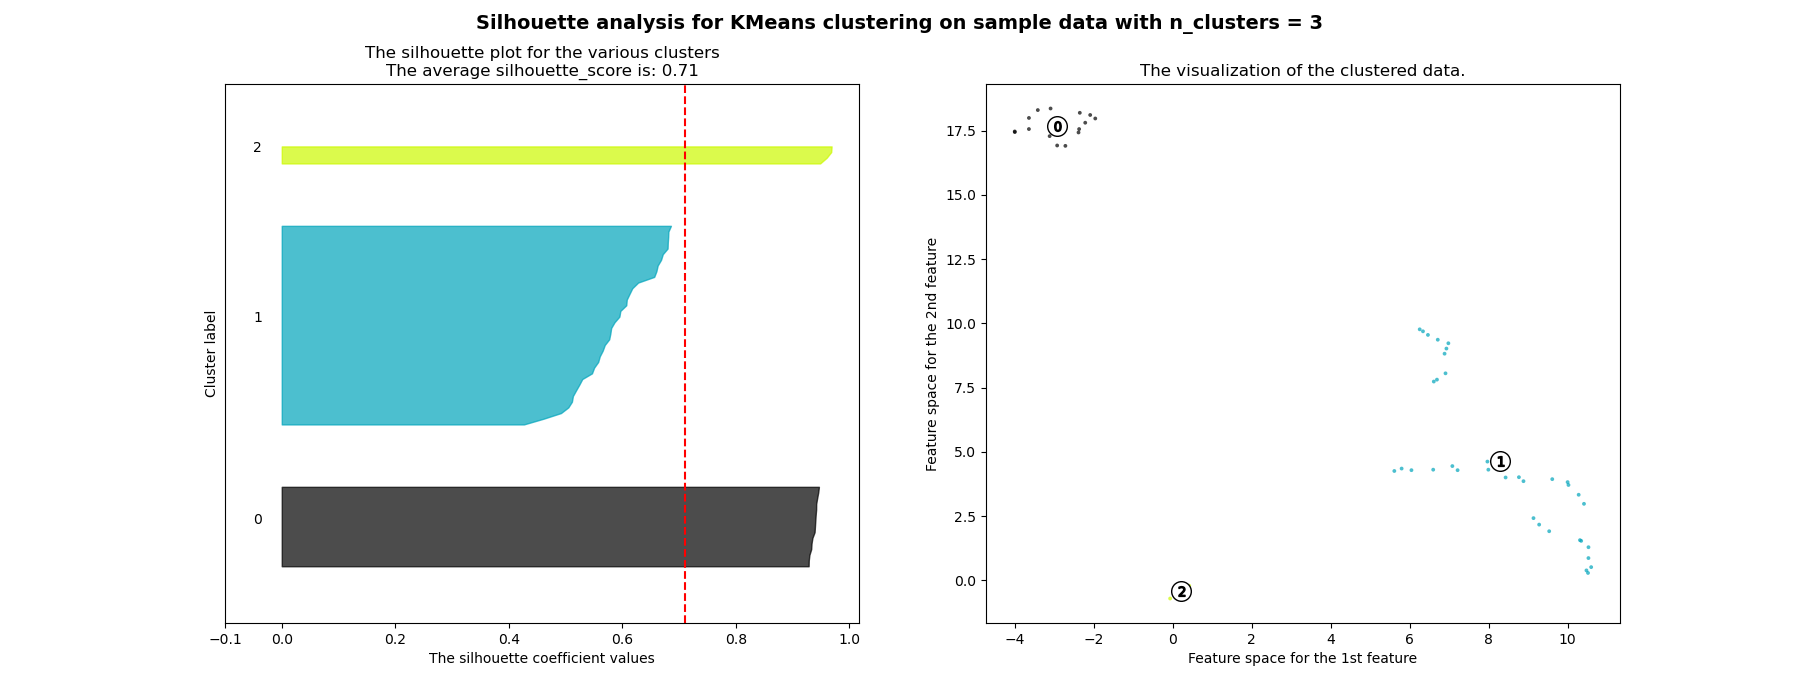 Silhouette analysis for KMeans clustering on sample data with n_clusters = 3
The silhouette plot for the various clusters
The average silhouette_score is: 0.71
2
1
0
Cluster label
−0.1 0.0 0.2 0.4 0.6 0.8 1.0
The silhouette coefficient values
The visualization of the clustered data.
17.5
15.0
12.5
10.0
7.5
5.0
2.5
0.0
Feature space for the 2nd feature
0
1
2
−4 −2 0 2 4 6 8 10
Feature space for the 1st feature